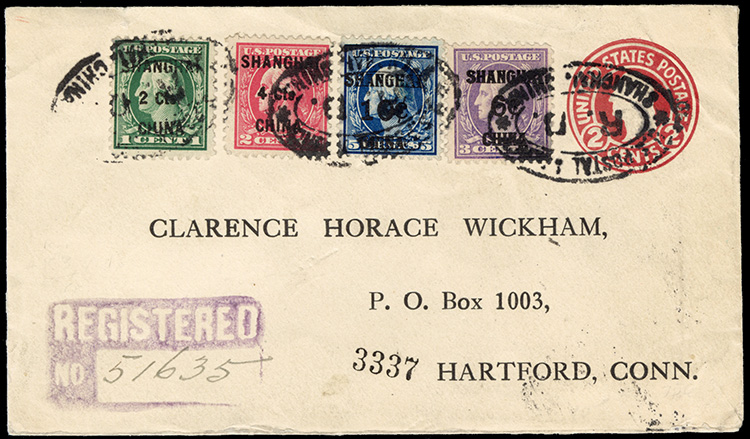 U.S. POSTAGE
2 Cts
CHINA
1 CENT
U.S. POSTAGE
SHANGHAI
4 Cts
CHINA
2 CENTS
U.S. POSTAGE
SHANGHAI
CHINA
5
U.S. POSTAGE
SHANGHAI
CHINA
3 CENTS
UNITED STATES POSTAGE
2
CHINA
SHANGHAI
POSTAL
CLARENCE HORACE WICKHAM,
P. O. Box 1003,
3337 HARTFORD, CONN.
REGISTERED
NO. 51635